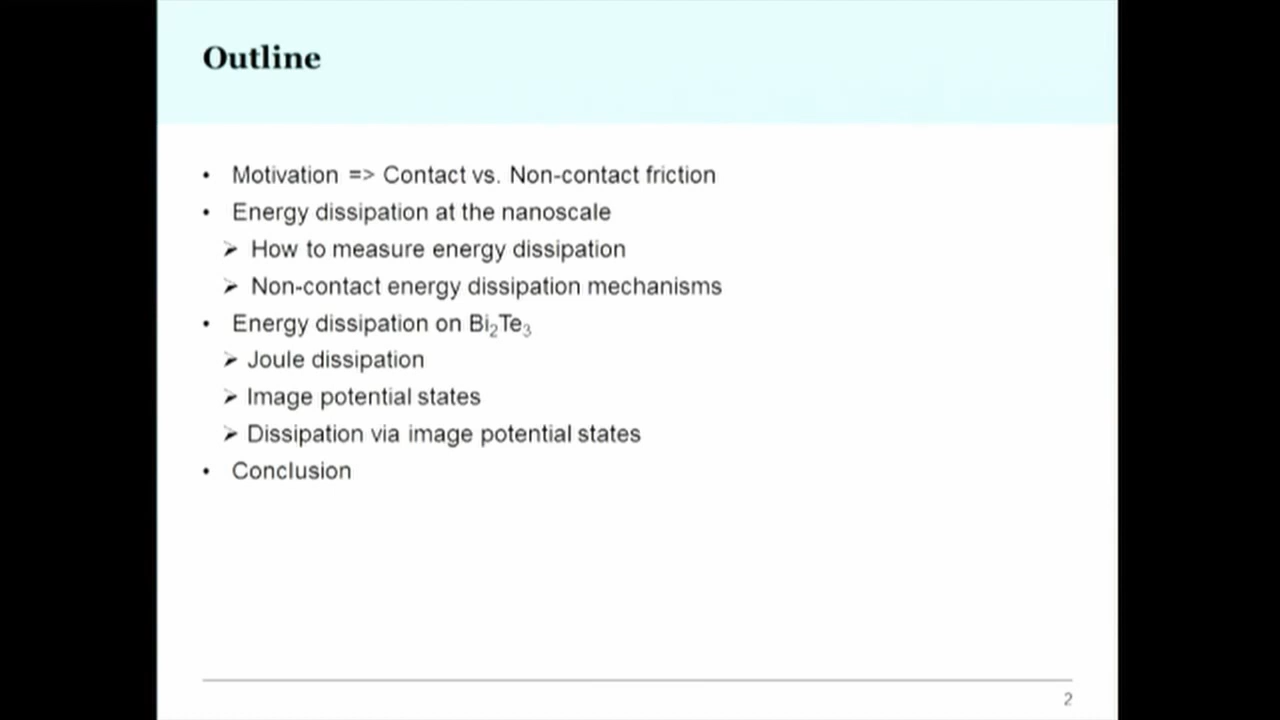 Outline
• Motivation => Contact vs. Non-contact friction
• Energy dissipation at the nanoscale
➢ How to measure energy dissipation
➢ Non-contact energy dissipation mechanisms
• Energy dissipation on Bi₂Te₃
➢ Joule dissipation
➢ Image potential states
➢ Dissipation via image potential states
• Conclusion
2